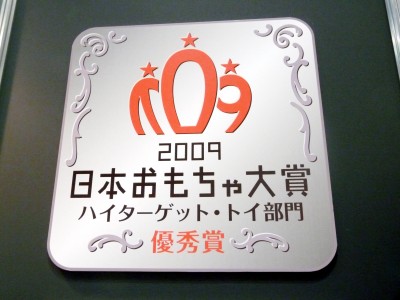 2009
日本おもちゃ大賞
ハイターゲット・トイ部門
優秀賞